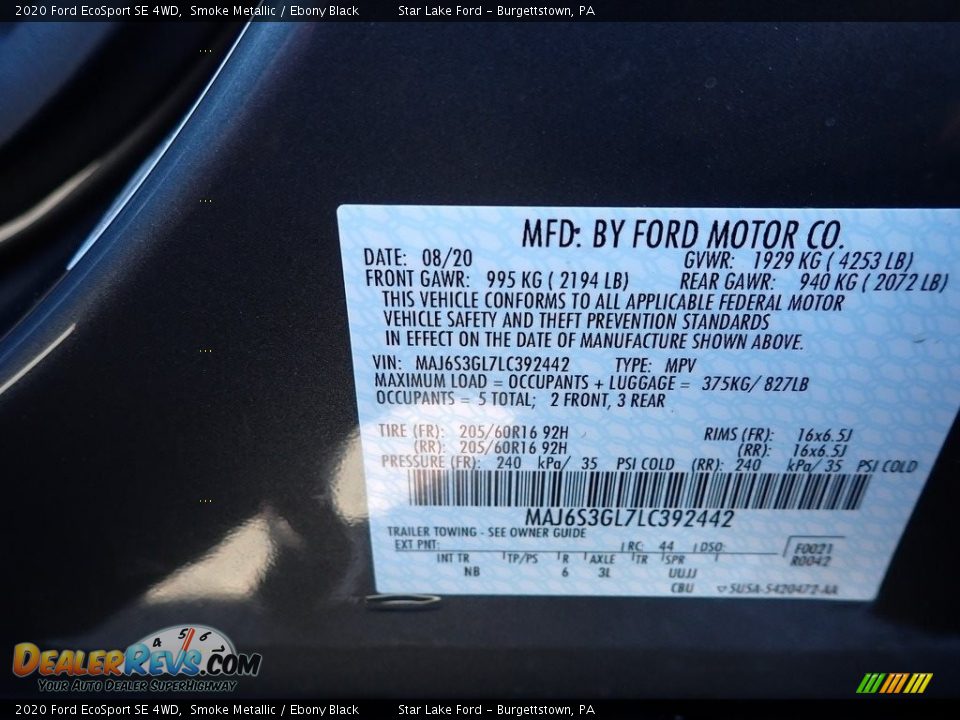 2020 Ford EcoSport SE 4WD, Smoke Metallic / Ebony Black Star Lake Ford - Burgettstown, PA
MFD: BY FORD MOTOR CO.
DATE: 08/20 GVWR: 1929 KG ( 4253 LB)
FRONT GAWR: 995 KG ( 2194 LB) REAR GAWR: 940 KG ( 2072 LB)
THIS VEHICLE CONFORMS TO ALL APPLICABLE FEDERAL MOTOR
VEHICLE SAFETY AND THEFT PREVENTION STANDARDS
IN EFFECT ON THE DATE OF MANUFACTURE SHOWN ABOVE.
VIN: MAJ6S3GL7LC392442 TYPE: MPV
MAXIMUM LOAD = OCCUPANTS + LUGGAGE = 375KG/ 827LB
OCCUPANTS = 5 TOTAL; 2 FRONT, 3 REAR
TIRE (FR): 205/60R16 92H RIMS (FR): 16x6.5J
(RR): 205/60R16 92H (RR): 16x6.5J
PRESSURE (FR): 240 kPa/ 35 PSI COLD (RR): 240 kPa/ 35 PSI COLD
MAJ6S3GL7LC392442
TRAILER TOWING - SEE OWNER GUIDE
EXT PNT: RC: 44 DSO: F0021
R0042
INT TR TP/PS R AXLE TR SPR
NB 6 3L UUJJ
CBU 5U5A-5420472-AA
4 5 6 7
DEALERREVS.COM
YOUR AUTO DEALER SUPERHIGHWAY
2020 Ford EcoSport SE 4WD, Smoke Metallic / Ebony Black Star Lake Ford - Burgettstown, PA